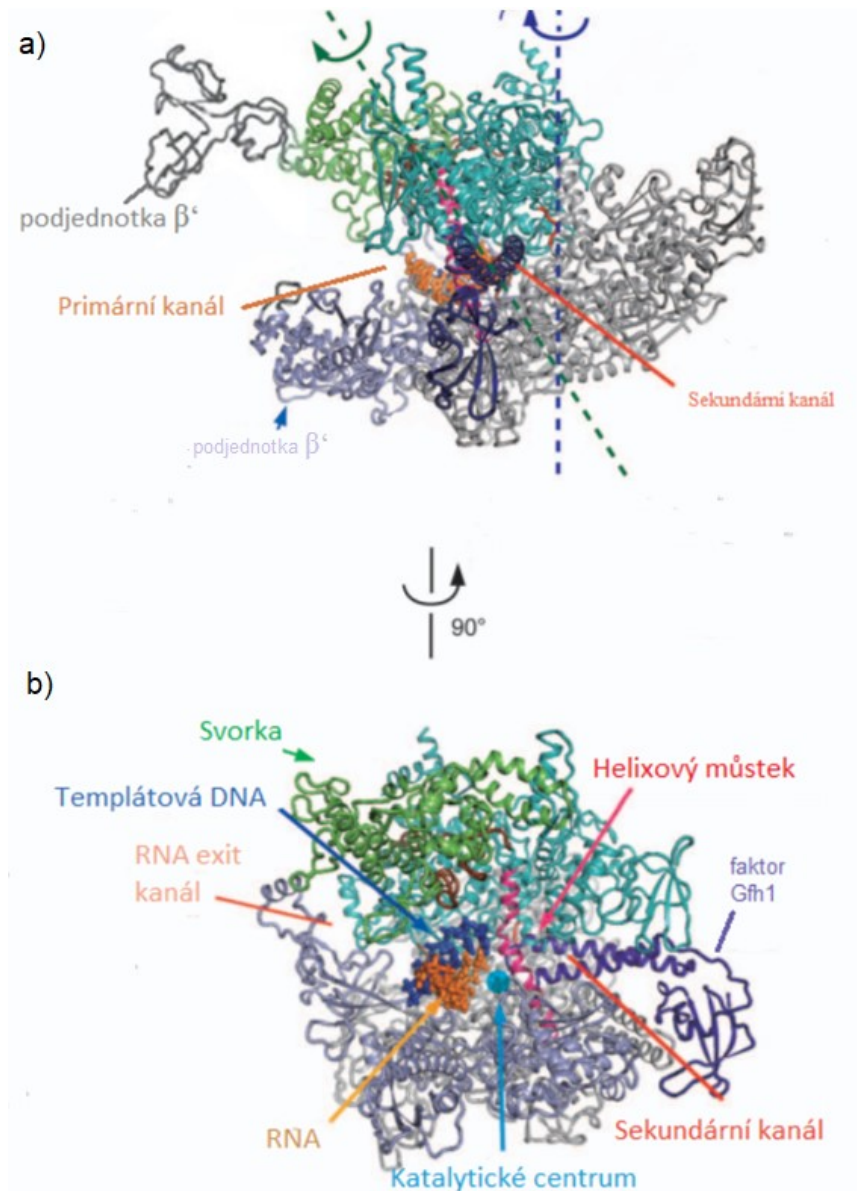 a)
podjednotka β‘
Primární kanál
Sekundární kanál
podjednotka β‘
90°
b)
Svorka
Helixový můstek
Templátová DNA
RNA exit
kanál
faktor
Gfh1
RNA
Sekundární kanál
Katalytické centrum